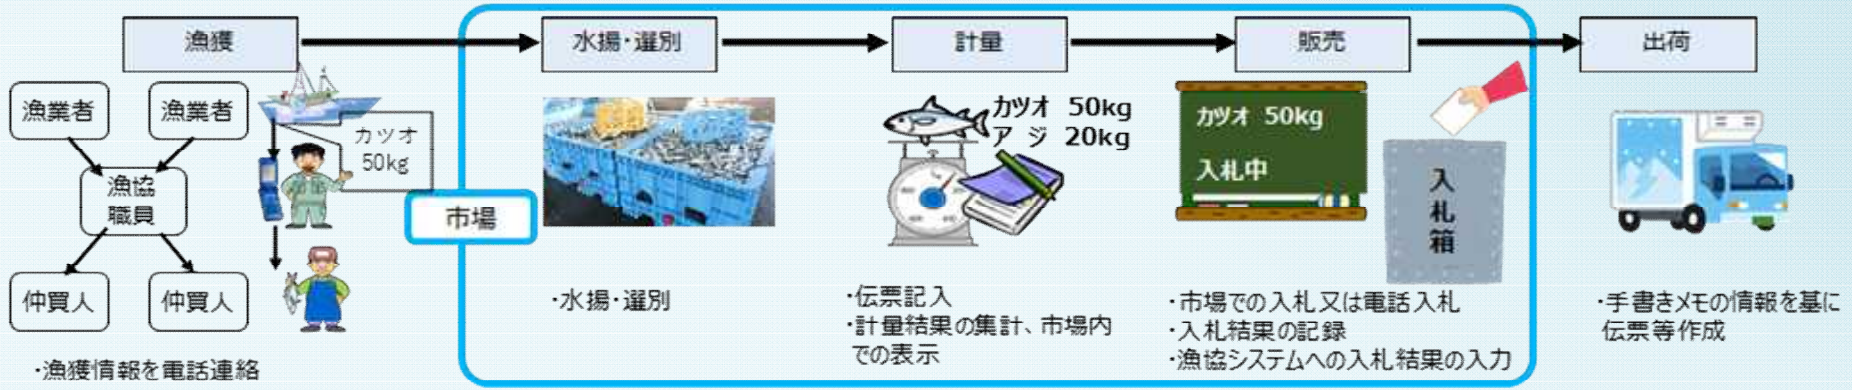 漁獲
水揚・選別
計量
販売
出荷
漁業者
漁業者
漁協
職員
仲買人
仲買人
カツオ
50kg
・漁獲情報を電話連絡
市場
・水揚・選別
カツオ 50kg
アジ 20kg
・伝票記入
・計量結果の集計、市場内
での表示
カツオ 50kg
入札中
入札箱
・市場での入札又は電話入札
・入札結果の記録
・漁協システムへの入札結果の入力
・手書きメモの情報を基に
伝票等作成